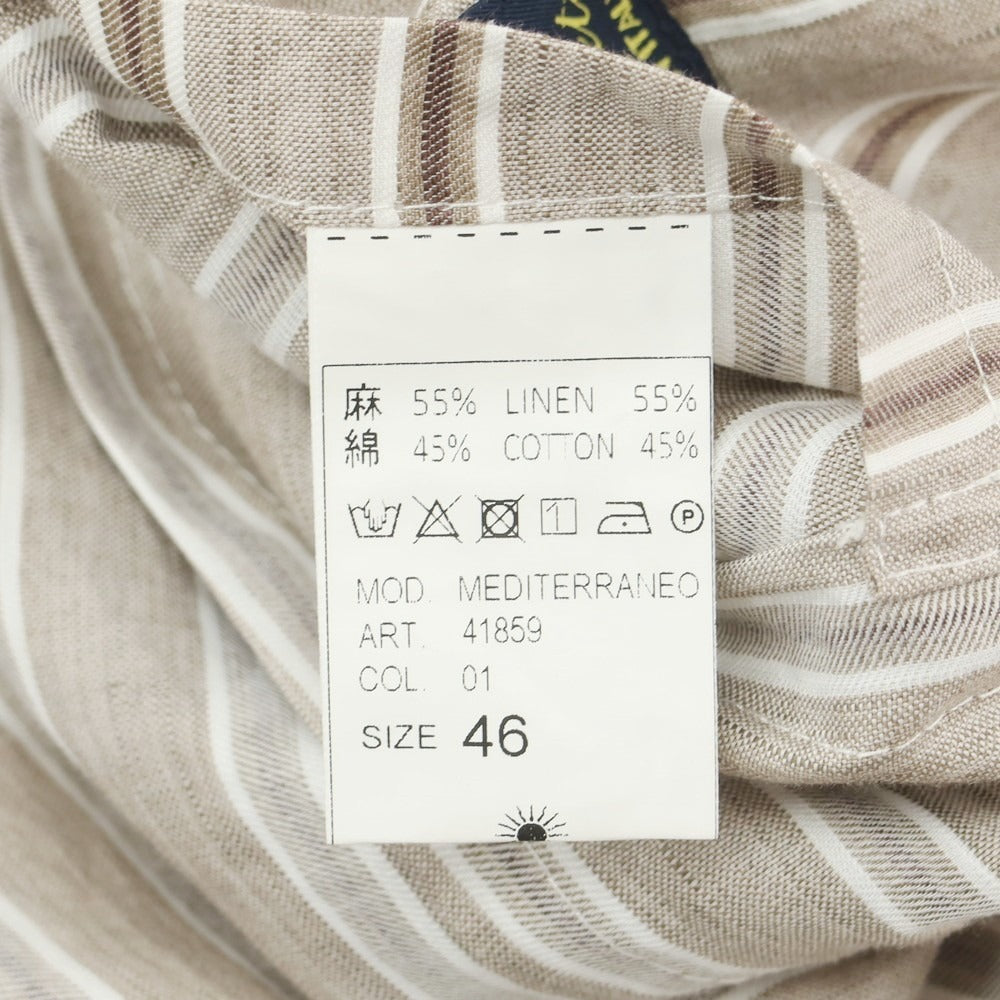 麻 55% LINEN 55%
綿 45% COTTON 45%
P
MOD. MEDITERRANEO
ART. 41859
COL. 01
SIZE 46